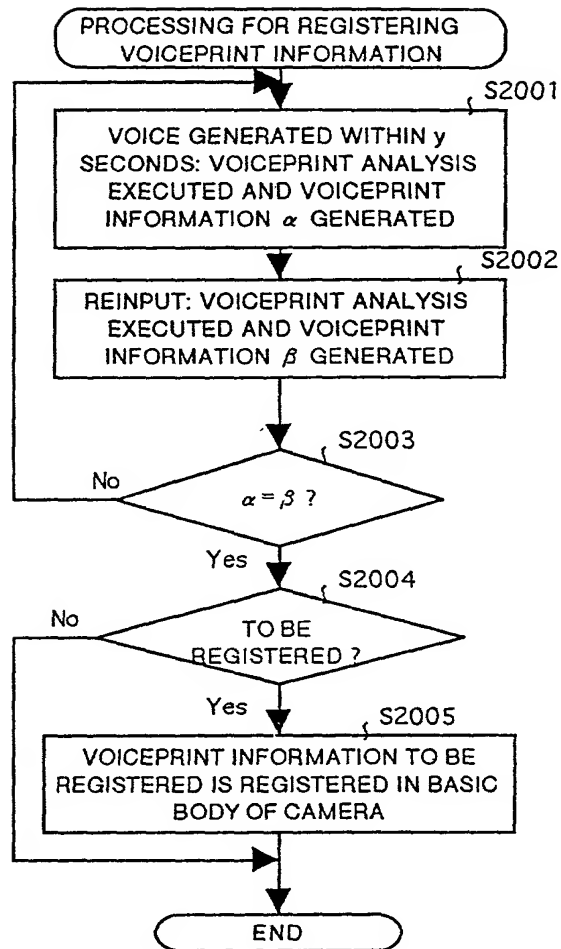 PROCESSING FOR REGISTERING
VOICEPRINT INFORMATION
S2001
VOICE GENERATED WITHIN y
SECONDS: VOICEPRINT ANALYSIS
EXECUTED AND VOICEPRINT
INFORMATION α GENERATED
S2002
REINPUT: VOICEPRINT ANALYSIS
EXECUTED AND VOICEPRINT
INFORMATION β GENERATED
S2003
No
α = β ?
Yes
S2004
No
TO BE
REGISTERED ?
Yes
S2005
VOICEPRINT INFORMATION TO BE
REGISTERED IS REGISTERED IN BASIC
BODY OF CAMERA
END